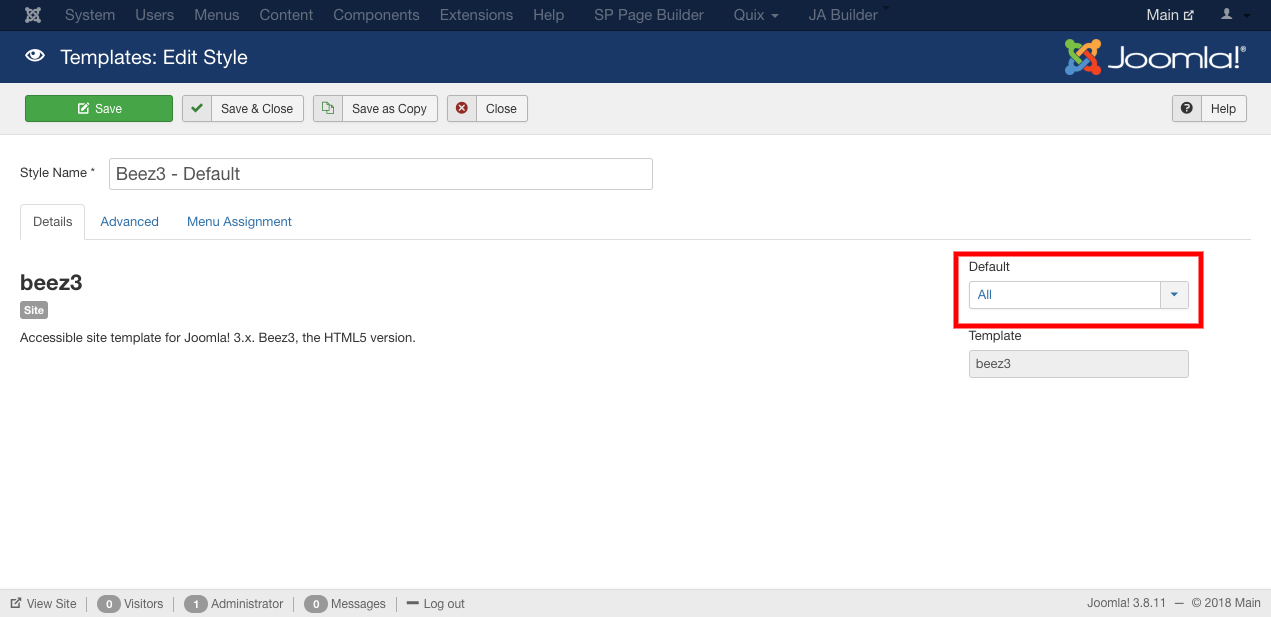 System Users Menus Content Components Extensions Help SP Page Builder Quix JA Builder Main
Templates: Edit Style Joomla!®
Save Save & Close Save as Copy Close Help
Style Name * Beez3 - Default
Details Advanced Menu Assignment
beez3
Site
Accessible site template for Joomla! 3.x. Beez3, the HTML5 version.
Default
All
Template
beez3
View Site 0 Visitors 1 Administrator 0 Messages Log out Joomla! 3.8.11 — © 2018 Main